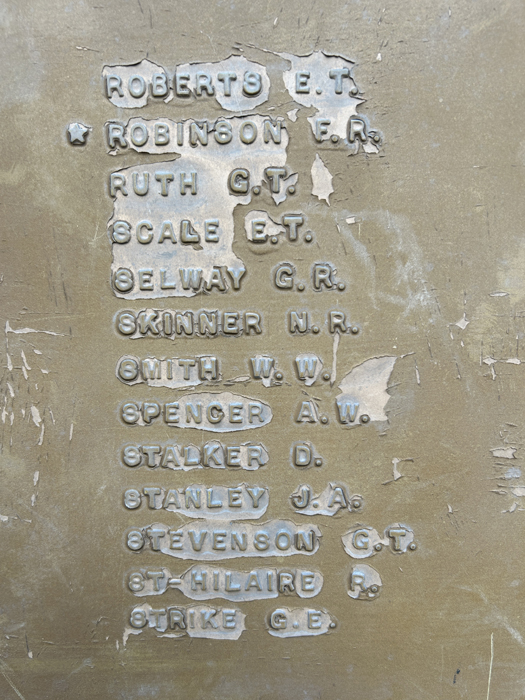 ROBERTS E.T.
★ ROBINSON F.R.
RUTH G.T.
SCALE E.T.
SELWAY G.R.
SKINNER N.R.
SMITH W.W.
SPENCER A.W.
STALKER D.
STANLEY J.A.
STEVENSON G.T.
ST-HILAIRE R.
STRIKE G.E.